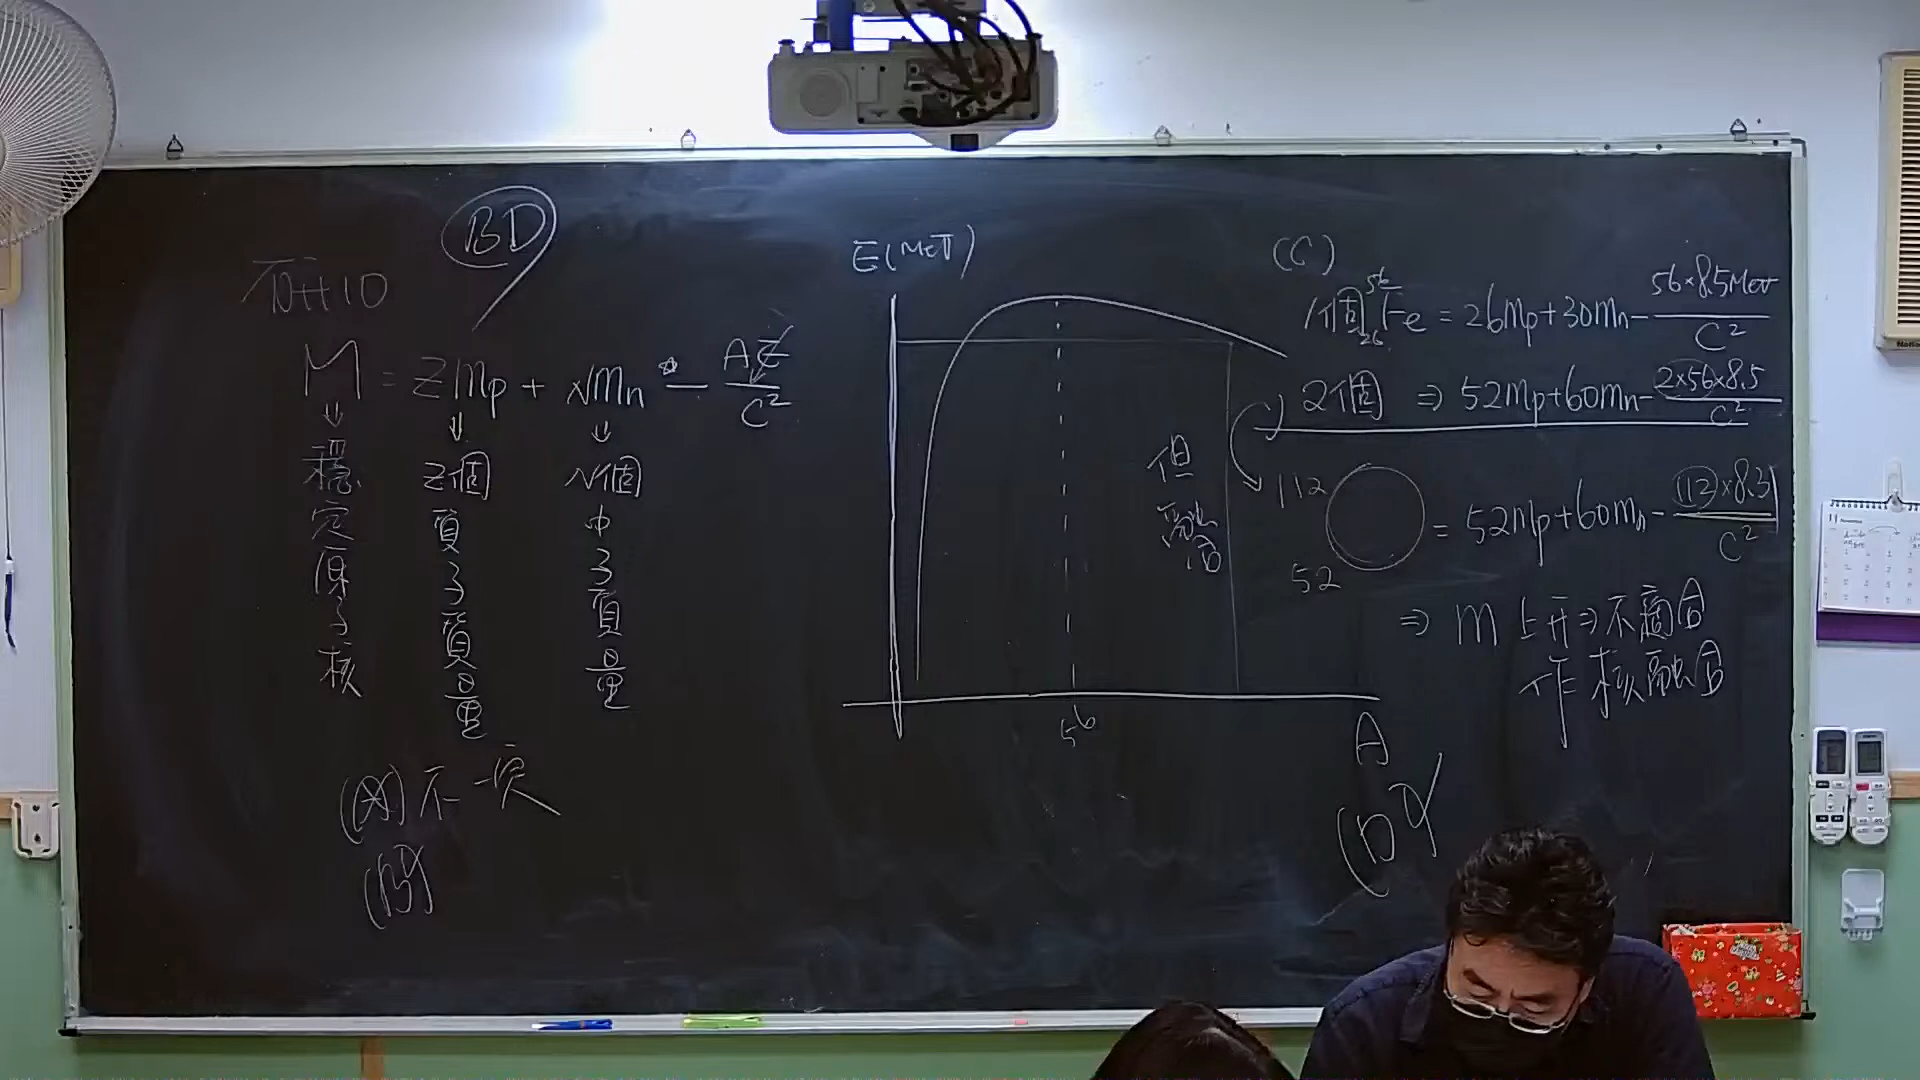 BD
E(MeV)
M = ZMp + NMn - AE/C²
Z個
質子質量
N個
中子質量
穩定原子核
(A) 不一定
(B)
56
A
(C)
1個 ⁵⁶₂₆Fe = 26Mp+30Mn- 56×8.5MeV/C²
2個 ⇒ 52Mp+60Mn- 2×56×8.5/C²
但
融合
112
52
= 52Mp+60Mn- 112×8.3/C²
⇒ m 上升⇒不適合
作核融合
(D)